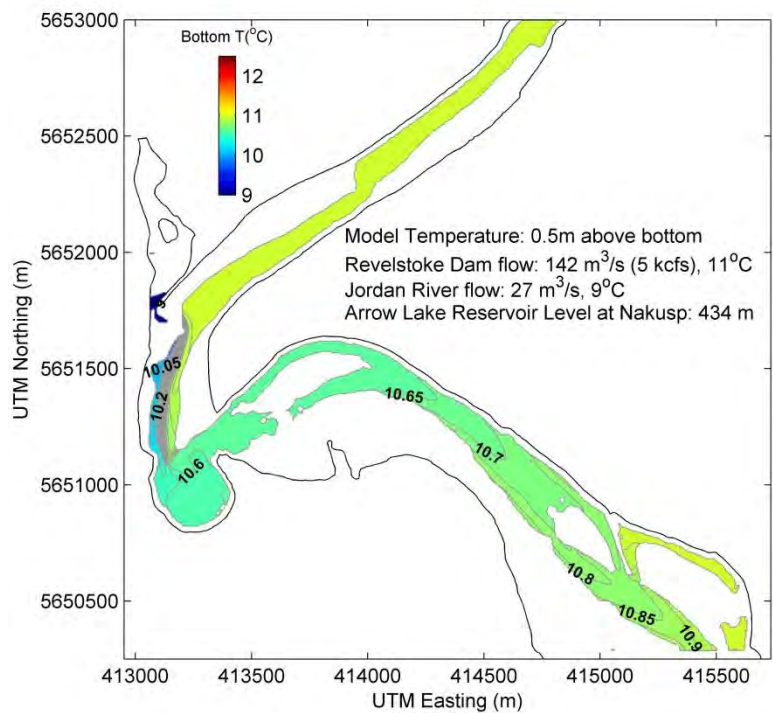 5653000
Bottom T(°C)
12
11
10
9
5652500
5652000
5651500
5651000
5650500
UTM Northing (m)
Model Temperature: 0.5m above bottom
Revelstoke Dam flow: 142 m³/s (5 kcfs), 11°C
Jordan River flow: 27 m³/s, 9°C
Arrow Lake Reservoir Level at Nakusp: 434 m
9
10.05
10.2
10.6
10.65
10.7
10.8
10.85
10.9
413000 413500 414000 414500 415000 415500
UTM Easting (m)